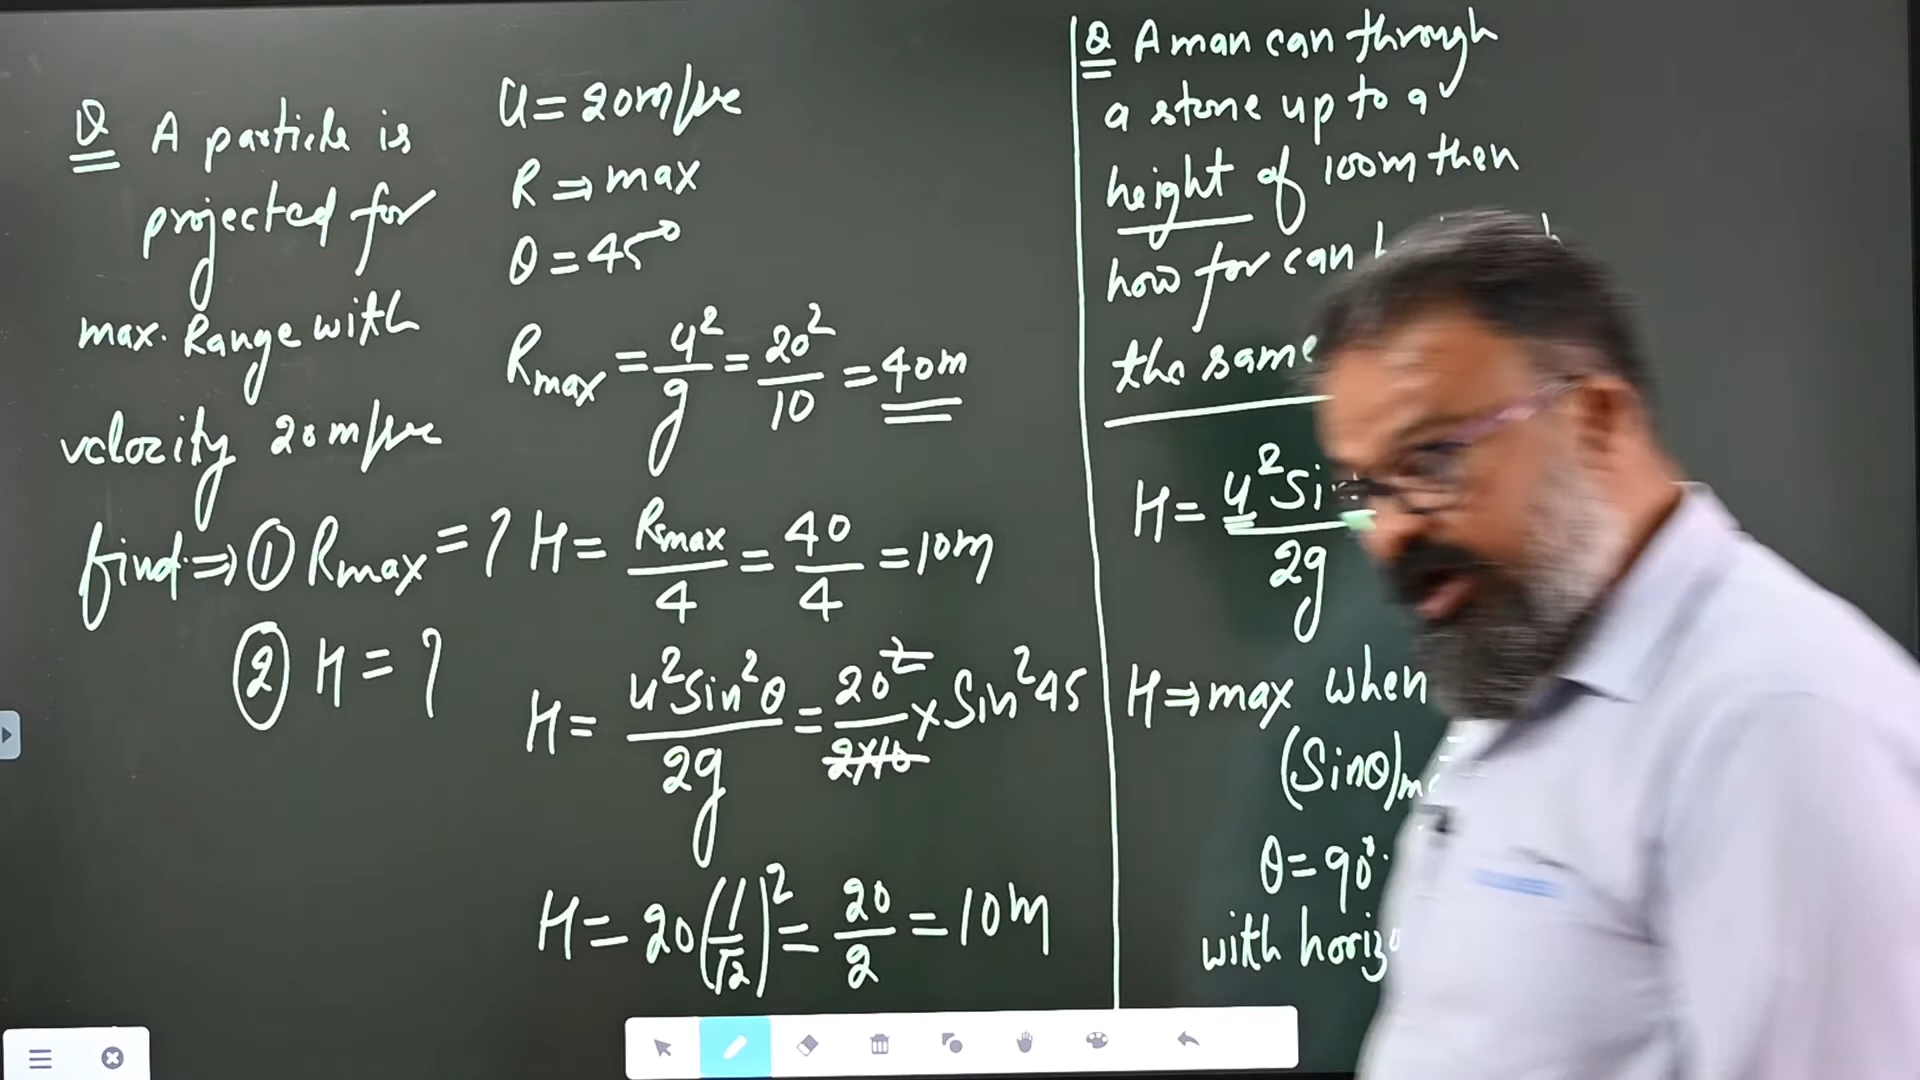 Q A particle is
projected for
max. Range with
velocity 20m/sec
find:⇒ ① Rmax = ?
② H = ?
u = 20m/sec
R ⇒ max
θ = 45°
Rmax = u²/g = 20²/10 = 40m
H = Rmax/4 = 40/4 = 10m
H = u²Sin²θ/2g = 20²/2×10 × Sin²45
H = 20(1/√2)² = 20/2 = 10m
Q A man can through
a stone up to a
height of 100m then
how for can
the same
H = u²Si /2g
H ⇒ max when
(Sinθ)
θ = 90°
with